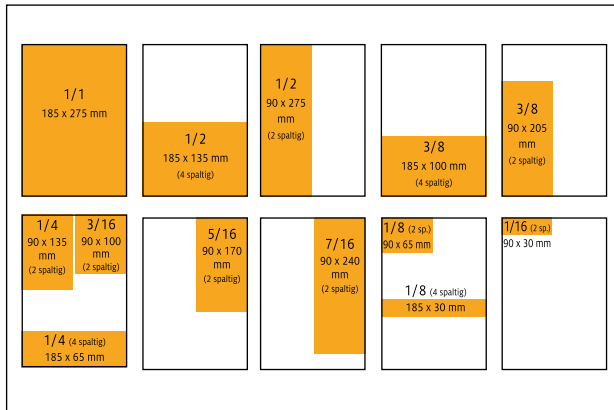 1/1
185 x 275 mm
1/2
185 x 135 mm
(4 spaltig)
1/2
90 x 275
mm
(2 spaltig)
3/8
185 x 100 mm
(4 spaltig)
3/8
90 x 205
mm
(2 spaltig)
1/4
90 x 135
mm
(2 spaltig)
3/16
90 x 100
mm
(2 spaltig)
1/4 (4 spaltig)
185 x 65 mm
5/16
90 x 170
mm
(2 spaltig)
7/16
90 x 240
mm
(2 spaltig)
1/8 (2 sp.)
90 x 65 mm
1/8 (4 spaltig)
185 x 30 mm
1/16 (2 sp.)
90 x 30 mm